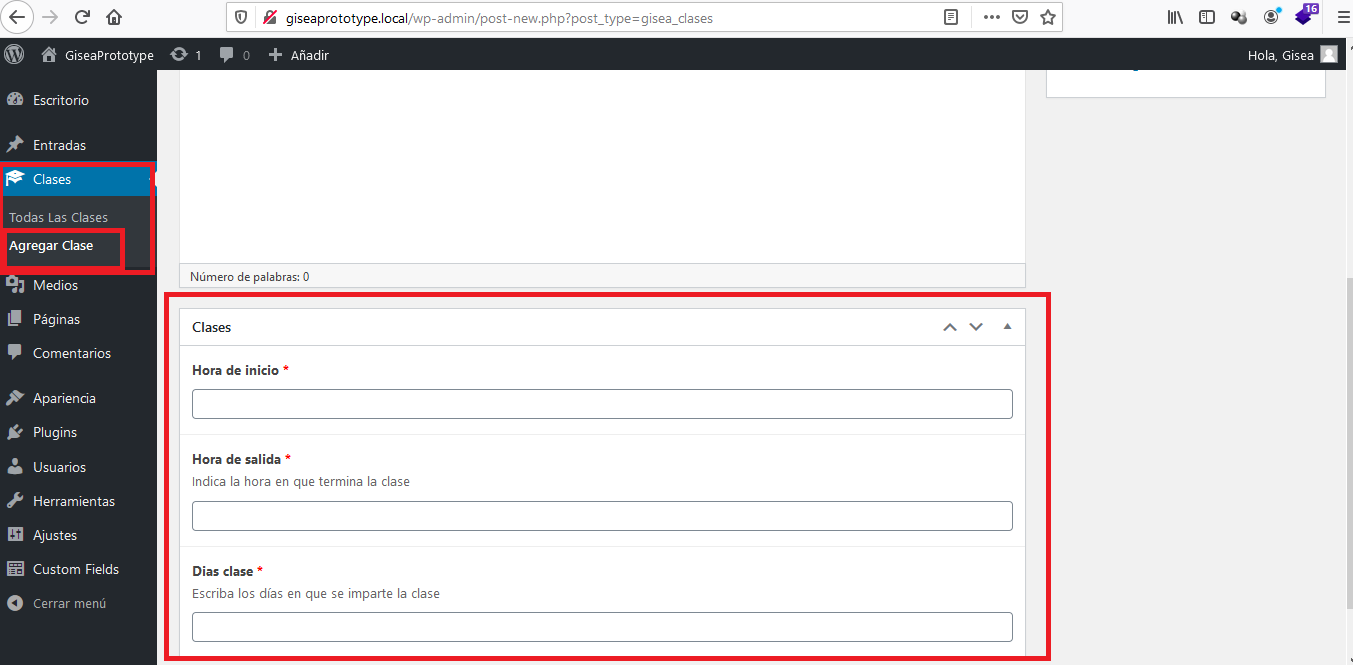 giseaprototype.local/wp-admin/post-new.php?post_type=gisea_clases
16
GiseaPrototype
1
0
Añadir
Hola, Gisea
Escritorio
Entradas
Clases
Todas Las Clases
Agregar Clase
Medios
Páginas
Comentarios
Apariencia
Plugins
Usuarios
Herramientas
Ajustes
Custom Fields
Cerrar menú
Número de palabras: 0
Clases
Hora de inicio *
Hora de salida *
Indica la hora en que termina la clase
Dias clase *
Escriba los días en que se imparte la clase